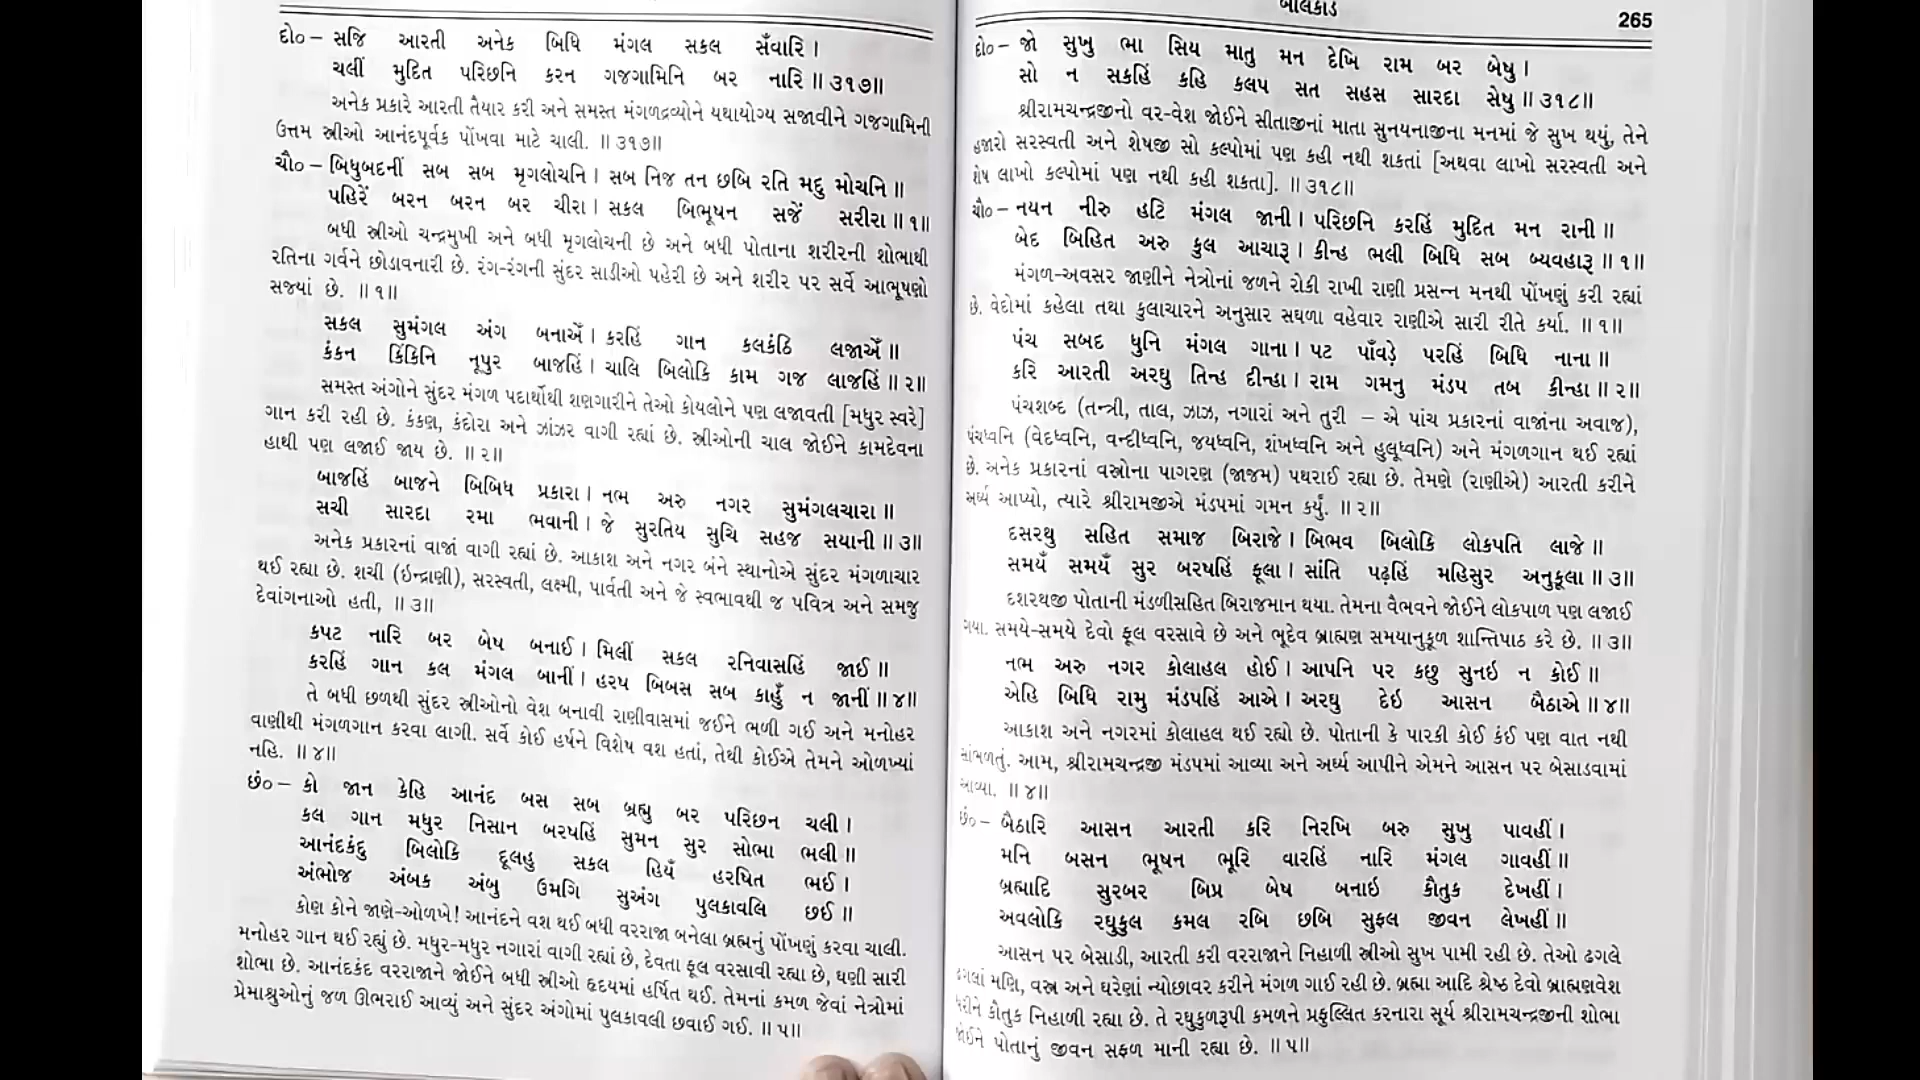 દો૦ – સજિ આરતી અનેક બિધિ મંગલ સકલ સઁવારિ।
ચલીં મુદિત પરિછનિ કરન ગજગામિનિ બર નારિ॥ ૩૧૭॥
અનેક પ્રકારે આરતી તૈયાર કરી અને સમસ્ત મંગળદ્રવ્યોને યથાયોગ્ય સજાવીને ગજગામિની
ઉત્તમ સ્ત્રીઓ આનંદપૂર્વક પોંખવા માટે ચાલી. ॥ ૩૧૭॥
ચૌ૦ – બિધુબદનીં સબ સબ મૃગલોચનિ। સબ નિજ તન છબિ રતિ મદુ મોચનિ॥
પહિરેં બરન બરન બર ચીરા। સકલ બિભૂષન સજેં સરીરા॥ ૧॥
બધી સ્ત્રીઓ ચન્દ્રમુખી અને બધી મૃગલોચની છે અને બધી પોતાના શરીરની શોભાથી
રતિના ગર્વને છોડાવનારી છે. રંગ-રંગની સુંદર સાડીઓ પહેરી છે અને શરીર પર સર્વે આભૂષણો
સજ્યાં છે. ॥ ૧॥
સકલ સુમંગલ અંગ બનાએઁ। કરહિં ગાન કલકંઠિ લજાએઁ॥
કંકન કિંકિનિ નૂપુર બાજહિં। ચાલિ બિલોકિ કામ ગજ લાજહિં॥ ૨॥
સમસ્ત અંગોને સુંદર મંગળ પદાર્થોથી શણગારીને તેઓ કોયલોને પણ લજાવતી [મધુર સ્વરે]
ગાન કરી રહી છે. કંકણ, કંદોરા અને ઝાંઝર વાગી રહ્યાં છે. સ્ત્રીઓની ચાલ જોઈને કામદેવના
હાથી પણ લજાઈ જાય છે. ॥ ૨॥
બાજહિં બાજને બિબિધ પ્રકારા। નભ અરુ નગર સુમંગલચારા॥
સચી સારદા રમા ભવાની। જે સુરતિય સુચિ સહજ સયાની॥ ૩॥
અનેક પ્રકારનાં વાજાં વાગી રહ્યાં છે. આકાશ અને નગર બંને સ્થાનોએ સુંદર મંગળાચાર
થઈ રહ્યા છે. શચી (ઇન્દ્રાણી), સરસ્વતી, લક્ષ્મી, પાર્વતી અને જે સ્વભાવથી જ પવિત્ર અને સમજુ
દેવાંગનાઓ હતી, ॥ ૩॥
કપટ નારિ બર બેષ બનાઈ। મિલીં સકલ રનિવાસહિં જાઈ॥
કરહિં ગાન કલ મંગલ બાનીં। હરષ બિબસ સબ કાહુઁ ન જાનીં॥ ૪॥
તે બધી છળથી સુંદર સ્ત્રીઓનો વેશ બનાવી રાણીવાસમાં જઈને ભળી ગઈ અને મનોહર
વાણીથી મંગળગાન કરવા લાગી. સર્વે કોઈ હર્ષને વિશેષ વશ હતાં, તેથી કોઈએ તેમને ઓળખ્યાં
નહિ. ॥ ૪॥
છં૦ – કો જાન કેહિ આનંદ બસ સબ બ્રહ્મુ બર પરિછન ચલી।
કલ ગાન મધુર નિસાન બરષહિં સુમન સુર સોભા ભલી॥
આનંદકંદુ બિલોકિ દૂલહુ સકલ હિયઁ હરષિત ભઈ।
અંભોજ અંબક અંબુ ઉમગિ સુઅંગ પુલકાવલિ છઈ॥
કોણ કોને જાણે-ઓળખે! આનંદને વશ થઈ બધી વરરાજા બનેલા બ્રહ્મનું પોંખણું કરવા ચાલી.
મનોહર ગાન થઈ રહ્યું છે. મધુર-મધુર નગારાં વાગી રહ્યાં છે, દેવતા ફૂલ વરસાવી રહ્યા છે, ઘણી સારી
શોભા છે. આનંદકંદ વરરાજાને જોઈને બધી સ્ત્રીઓ હૃદયમાં હર્ષિત થઈ. તેમનાં કમળ જેવાં નેત્રોમાં
પ્રેમાશ્રુઓનું જળ ઊભરાઈ આવ્યું અને સુંદર અંગોમાં પુલકાવલી છવાઈ ગઈ. ॥ ૫॥
બાલકાંડ 265
દો૦ – જો સુખુ ભા સિય માતુ મન દેખિ રામ બર બેષુ।
સો ન સકહિં કહિ કલપ સત સહસ સારદા સેષુ॥ ૩૧૮॥
શ્રીરામચન્દ્રજીનો વર-વેશ જોઈને સીતાજીનાં માતા સુનયનાજીના મનમાં જે સુખ થયું, તેને
હજારો સરસ્વતી અને શેષજી સો કલ્પોમાં પણ કહી નથી શકતાં [અથવા લાખો સરસ્વતી અને
શેષ લાખો કલ્પોમાં પણ નથી કહી શકતા]. ॥ ૩૧૮॥
ચૌ૦ – નયન નીરુ હટિ મંગલ જાની। પરિછનિ કરહિં મુદિત મન રાની॥
બેદ બિહિત અરુ કુલ આચારૂ। કીન્હ ભલી બિધિ સબ બ્યવહારૂ॥ ૧॥
મંગળ-અવસર જાણીને નેત્રોનાં જળને રોકી રાખી રાણી પ્રસન્ન મનથી પોંખણું કરી રહ્યાં
છે. વેદોમાં કહેલા તથા કુલાચારને અનુસાર સઘળા વહેવાર રાણીએ સારી રીતે કર્યા. ॥ ૧॥
પંચ સબદ ધુનિ મંગલ ગાના। પટ પાઁવડ઼ે પરહિં બિધિ નાના॥
કરિ આરતી અરઘુ તિન્હ દીન્હા। રામ ગમનુ મંડપ તબ કીન્હા॥ ૨॥
પંચશબ્દ (તન્ત્રી, તાલ, ઝાઝ, નગારાં અને તુરી – એ પાંચ પ્રકારનાં વાજાંના અવાજ),
પંચધ્વનિ (વેદધ્વનિ, વન્દીધ્વનિ, જયધ્વનિ, શંખધ્વનિ અને હુલૂધ્વનિ) અને મંગળગાન થઈ રહ્યાં
છે. અનેક પ્રકારનાં વસ્ત્રોના પાગરણ (જાજમ) પથરાઈ રહ્યા છે. તેમણે (રાણીએ) આરતી કરીને
અર્ઘ્ય આપ્યો, ત્યારે શ્રીરામજીએ મંડપમાં ગમન કર્યું. ॥ ૨॥
દસરથુ સહિત સમાજ બિરાજે। બિભવ બિલોકિ લોકપતિ લાજે॥
સમયઁ સમયઁ સુર બરષહિં ફૂલા। સાંતિ પઢ઼હિં મહિસુર અનુકૂલા॥ ૩॥
દશરથજી પોતાની મંડળીસહિત બિરાજમાન થયા. તેમના વૈભવને જોઈને લોકપાળ પણ લજાઈ
ગયા. સમયે-સમયે દેવો ફૂલ વરસાવે છે અને ભૂદેવ બ્રાહ્મણ સમયાનુકૂળ શાન્તિપાઠ કરે છે. ॥ ૩॥
નભ અરુ નગર કોલાહલ હોઈ। આપનિ પર કછુ સુનઇ ન કોઈ॥
એહિ બિધિ રામુ મંડપહિં આએ। અરઘુ દેઇ આસન બૈઠાએ॥ ૪॥
આકાશ અને નગરમાં કોલાહલ થઈ રહ્યો છે. પોતાની કે પારકી કોઈ કંઈ પણ વાત નથી
સાંભળતું. આમ, શ્રીરામચન્દ્રજી મંડપમાં આવ્યા અને અર્ઘ્ય આપીને એમને આસન પર બેસાડવામાં
આવ્યા. ॥ ૪॥
છં૦ – બૈઠારિ આસન આરતી કરિ નિરખિ બરુ સુખુ પાવહીં।
મનિ બસન ભૂષન ભૂરિ વારહિં નારિ મંગલ ગાવહીં॥
બ્રહ્માદિ સુરબર બિપ્ર બેષ બનાઇ કૌતુક દેખહીં।
અવલોકિ રઘુકુલ કમલ રબિ છબિ સુફલ જીવન લેખહીં॥
આસન પર બેસાડી, આરતી કરી વરરાજાને નિહાળી સ્ત્રીઓ સુખ પામી રહી છે. તેઓ ઢગલે
ઢગલાં મણિ, વસ્ત્ર અને ઘરેણાં ન્યોછાવર કરીને મંગળ ગાઈ રહી છે. બ્રહ્મા આદિ શ્રેષ્ઠ દેવો બ્રાહ્મણવેશ
ધરીને કૌતુક નિહાળી રહ્યા છે. તે રઘુકુળરૂપી કમળને પ્રફુલ્લિત કરનારા સૂર્ય શ્રીરામચન્દ્રજીની શોભા
જોઈને પોતાનું જીવન સફળ માની રહ્યા છે. ॥ ૫॥